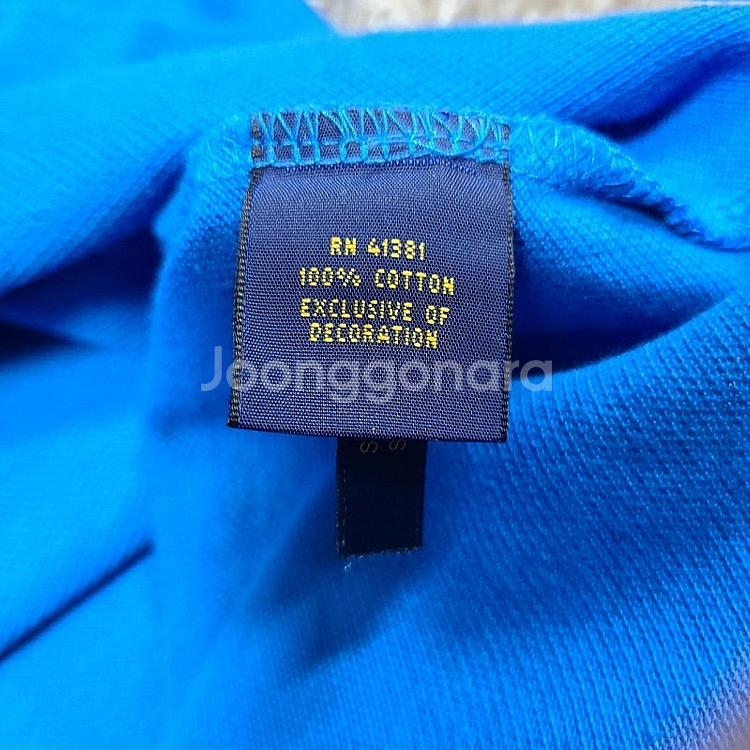 RN 41381
100% COTTON
EXCLUSIVE OF
DECORATION
Joonggonara
S S